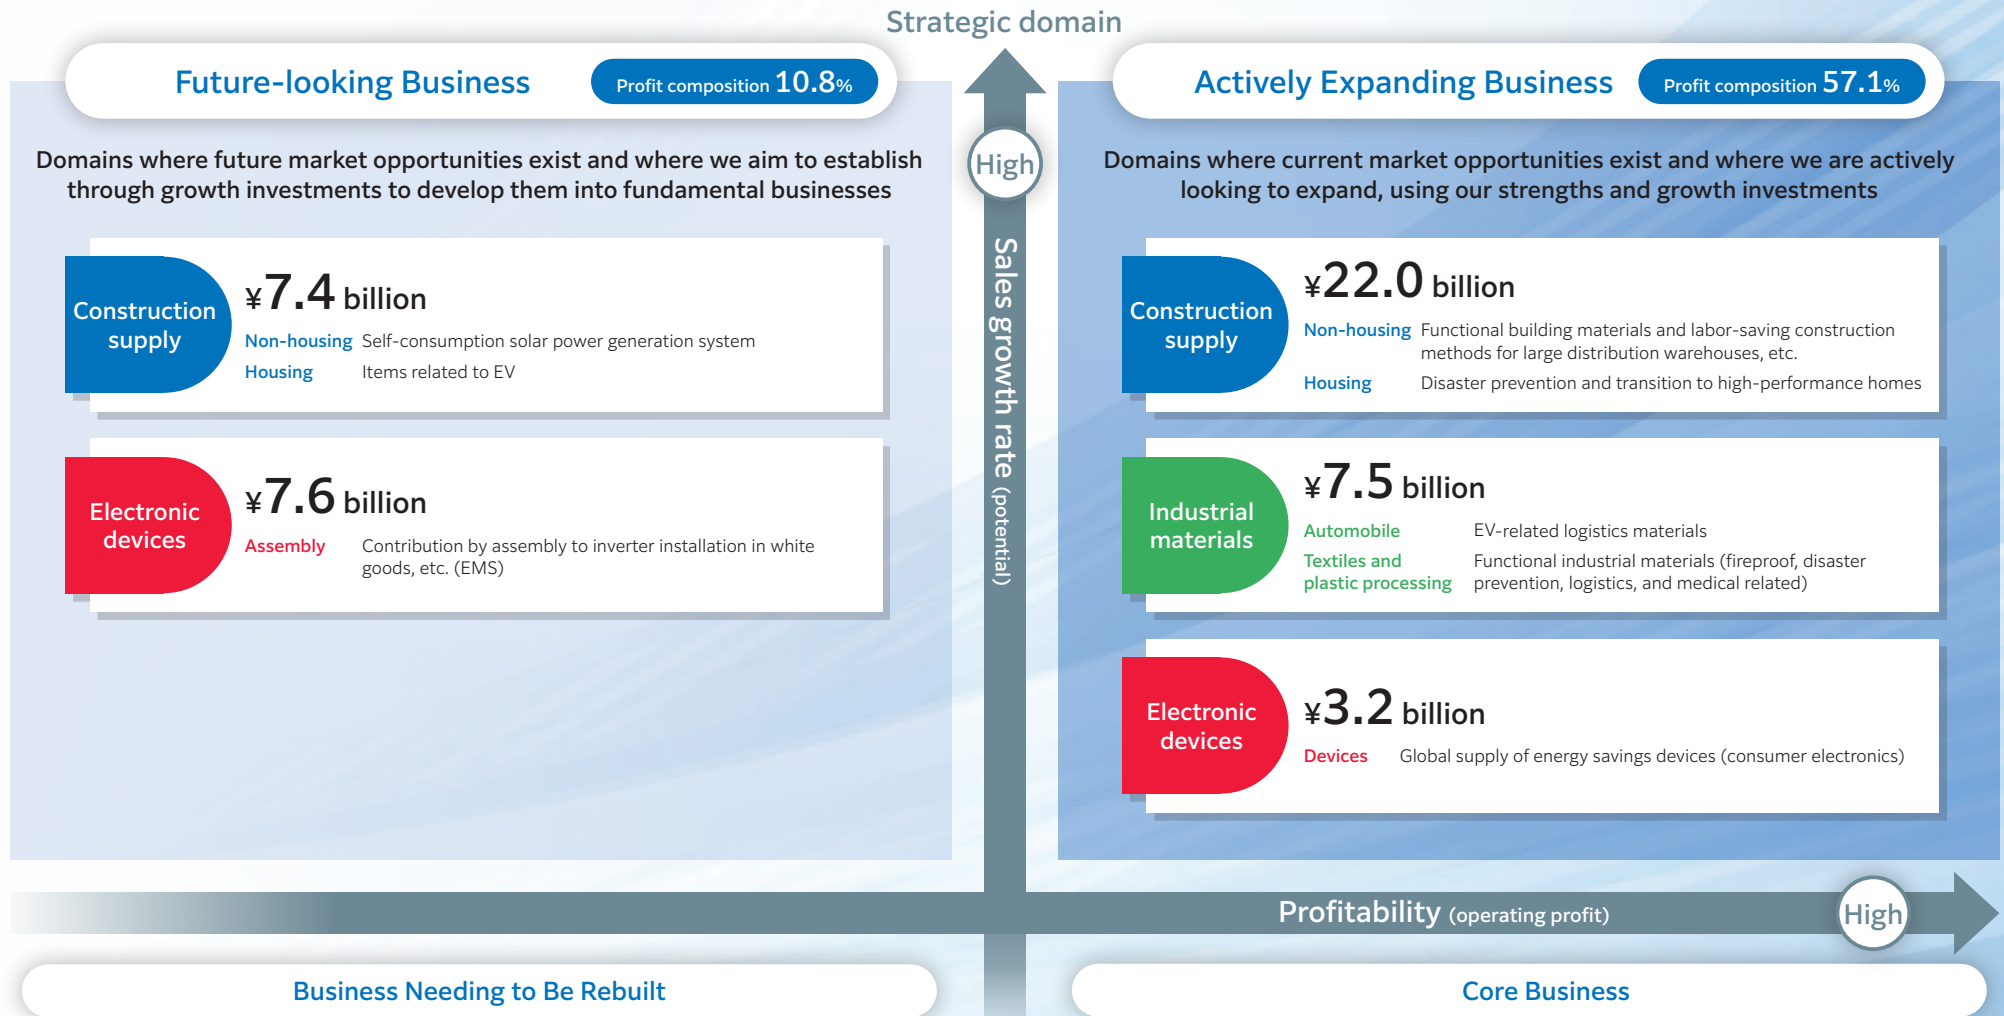 Strategic domain
Future-looking Business
Profit composition 10.8%
Domains where future market opportunities exist and where we aim to establish
through growth investments to develop them into fundamental businesses
Construction
supply
¥7.4 billion
Non-housing Self-consumption solar power generation system
Housing Items related to EV
Electronic
devices
¥7.6 billion
Assembly Contribution by assembly to inverter installation in white
goods, etc. (EMS)
High
Sales growth rate (potential)
Actively Expanding Business
Profit composition 57.1%
Domains where current market opportunities exist and where we are actively
looking to expand, using our strengths and growth investments
Construction
supply
¥22.0 billion
Non-housing Functional building materials and labor-saving construction
methods for large distribution warehouses, etc.
Housing Disaster prevention and transition to high-performance homes
Industrial
materials
¥7.5 billion
Automobile EV-related logistics materials
Textiles and
plastic processing
Functional industrial materials (fireproof, disaster
prevention, logistics, and medical related)
Electronic
devices
¥3.2 billion
Devices Global supply of energy savings devices (consumer electronics)
Profitability (operating profit)
High
Business Needing to Be Rebuilt
Core Business